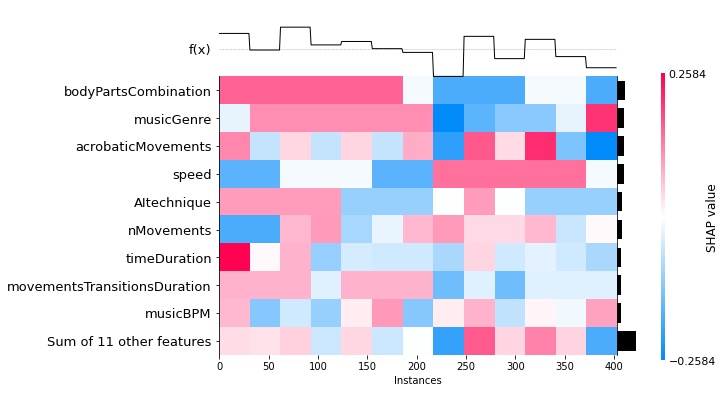 f(x)
bodyPartsCombination
musicGenre
acrobaticMovements
speed
AItechnique
nMovements
timeDuration
movementsTransitionsDuration
musicBPM
Sum of 11 other features
0 50 100 150 200 250 300 350 400
Instances
0.2584
−0.2584
SHAP value